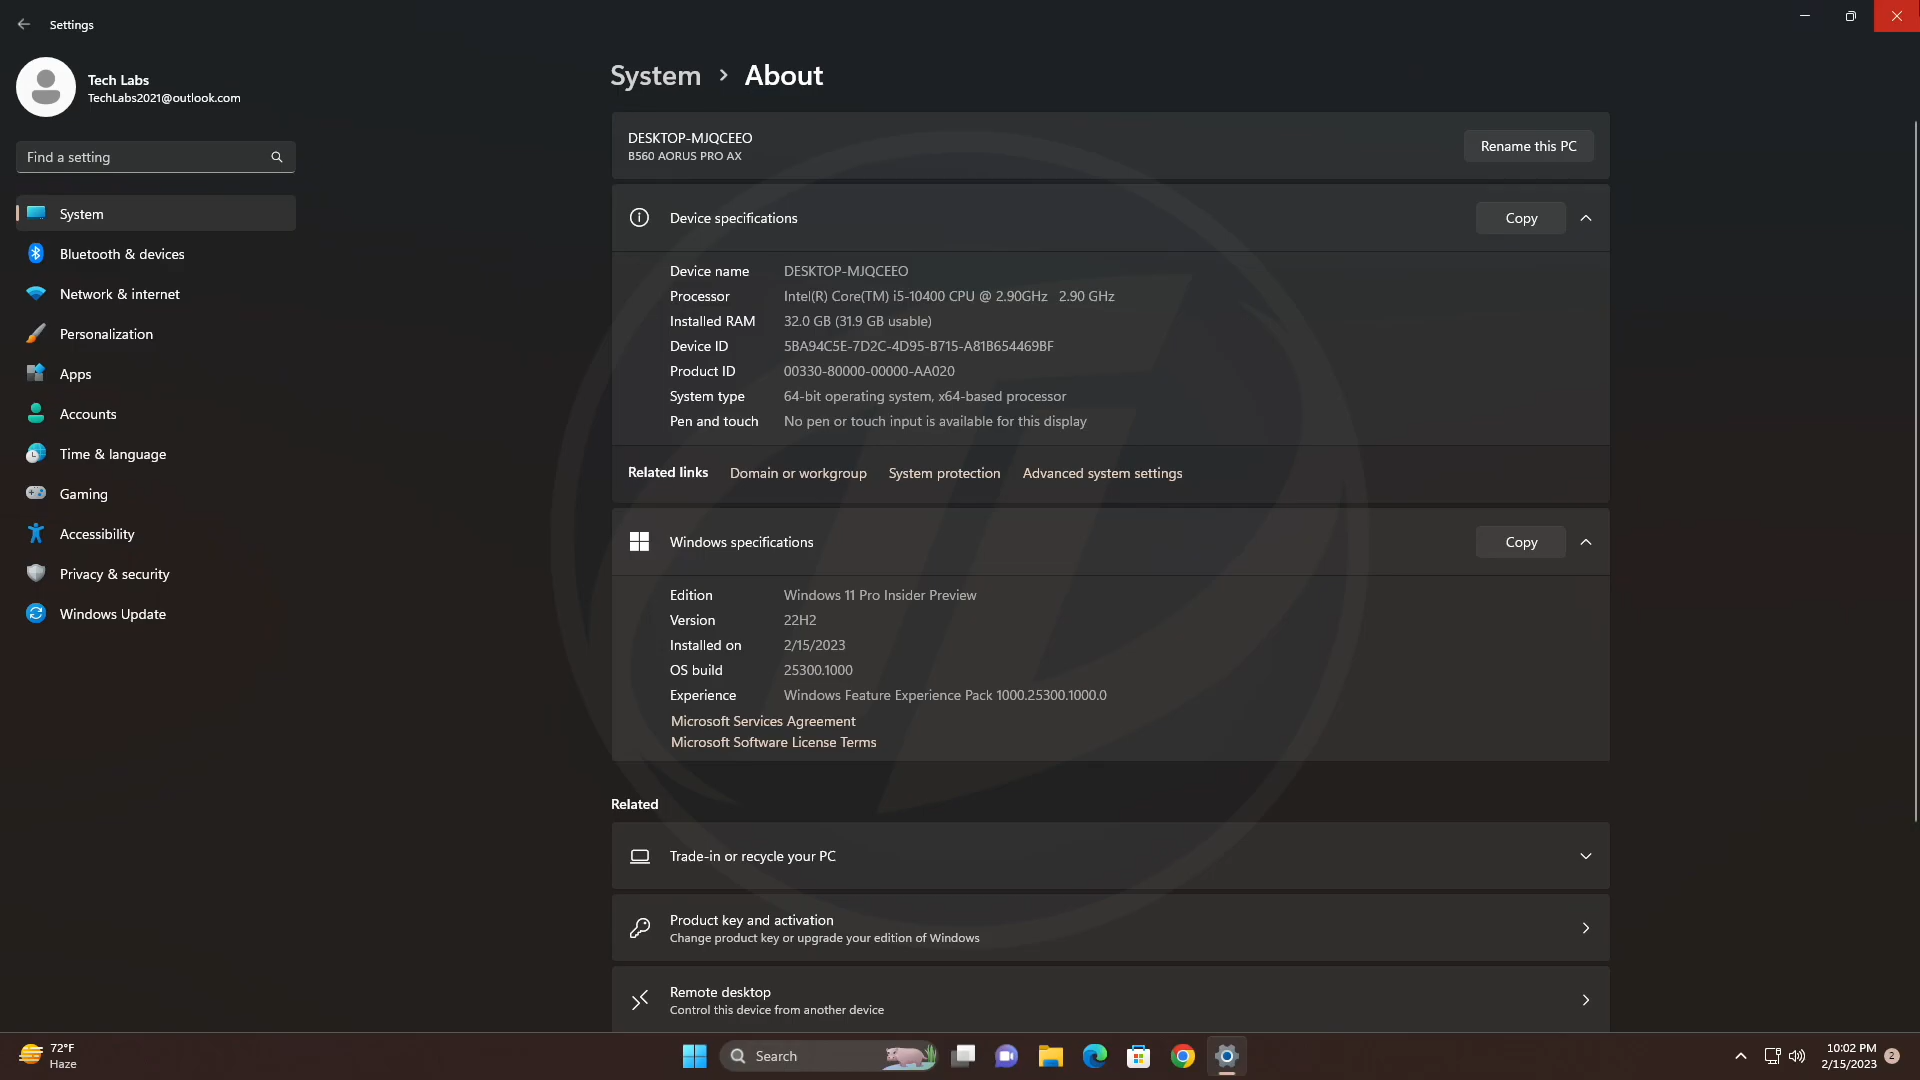 Settings
Tech Labs
TechLabs2021@outlook.com
Find a setting
System
Bluetooth & devices
Network & internet
Personalization
Apps
Accounts
Time & language
Gaming
Accessibility
Privacy & security
Windows Update
System > About
DESKTOP-MJQCEEO
B560 AORUS PRO AX
Rename this PC
Device specifications
Copy
Device name DESKTOP-MJQCEEO
Processor Intel(R) Core(TM) i5-10400 CPU @ 2.90GHz 2.90 GHz
Installed RAM 32.0 GB (31.9 GB usable)
Device ID 5BA94C5E-7D2C-4D95-B715-A81B654469BF
Product ID 00330-80000-00000-AA020
System type 64-bit operating system, x64-based processor
Pen and touch No pen or touch input is available for this display
Related links Domain or workgroup System protection Advanced system settings
Windows specifications
Copy
Edition Windows 11 Pro Insider Preview
Version 22H2
Installed on 2/15/2023
OS build 25300.1000
Experience Windows Feature Experience Pack 1000.25300.1000.0
Microsoft Services Agreement
Microsoft Software License Terms
Related
Trade-in or recycle your PC
Product key and activation
Change product key or upgrade your edition of Windows
Remote desktop
Control this device from another device
72°F
Haze
Search
10:02 PM
2/15/2023
2